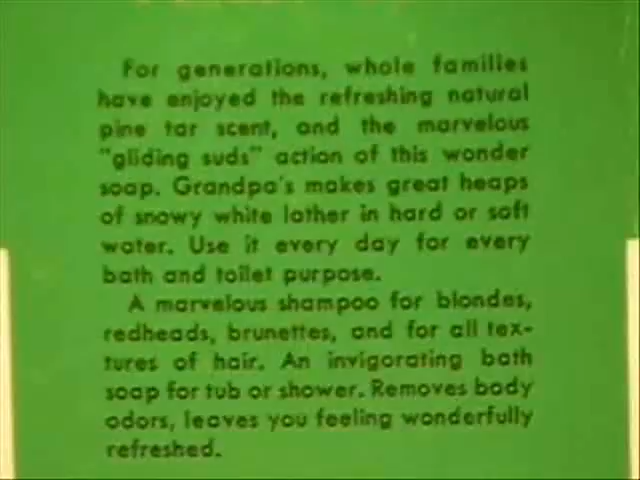 For generations, whole families
have enjoyed the refreshing natural
pine tar scent, and the marvelous
"gliding suds" action of this wonder
soap. Grandpa's makes great heaps
of snowy white lather in hard or soft
water. Use it every day for every
bath and toilet purpose.
A marvelous shampoo for blondes,
redheads, brunettes, and for all tex-
tures of hair. An invigorating bath
soap for tub or shower. Removes body
odors, leaves you feeling wonderfully
refreshed.